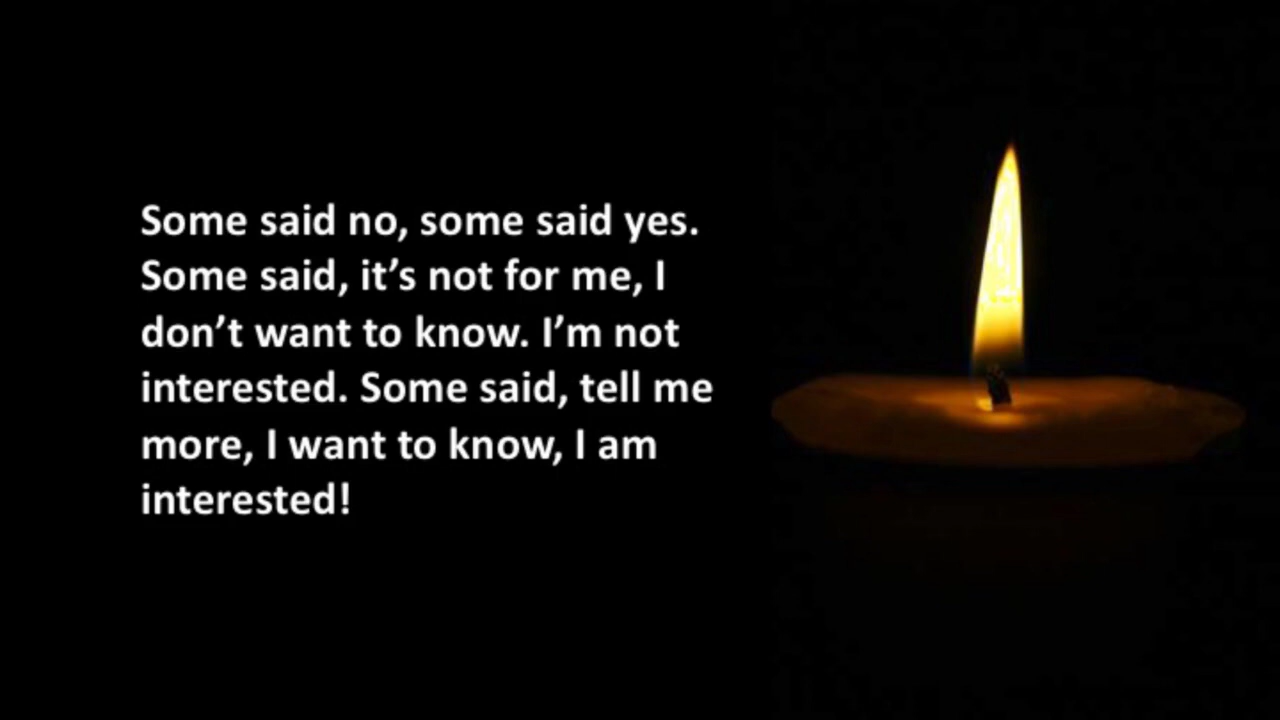 Some said no, some said yes.
Some said, it’s not for me, I
don’t want to know. I’m not
interested. Some said, tell me
more, I want to know, I am
interested!